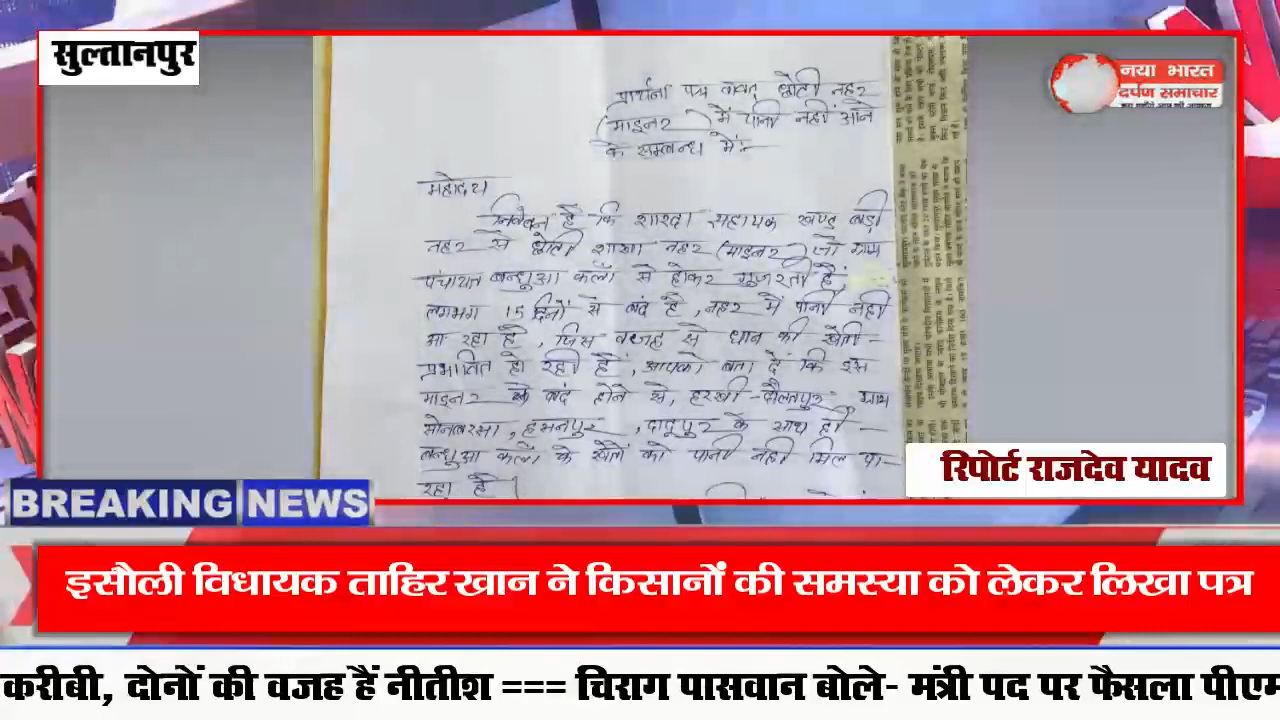 सुल्तानपुर
नया भारत
दर्पण समाचार
प्रार्थना पत्र बावत् छोटी नहर
(माइनर) में पानी नहीं आने
के सम्बन्ध में:-
महोदय
निवेदन है कि शारदा सहायक खण्ड बड़ी
नहर से छोटी शाखा नहर (माइनर) जो ग्राम
पंचायत बन्धुआ कलाँ से होकर गुजरती है
लगभग 15 दिनों से बंद है, नहर में पानी नहीं
आ रहा है, जिस वजह से धान की खेती-
प्रभावित हो रही है, आपको बता दें कि इस
माइनर के बंद होने से, हरखी-दौलतपुर ग्राम
सोनबरसा, हसनपुर, दादूपुर के साथ ही-
बन्धुआ कलाँ के खेतों को पानी नहीं मिल पा-
रहा है।
रिपोर्ट राजदेव यादव
BREAKING NEWS
इसौली विधायक ताहिर खान ने किसानों की समस्या को लेकर लिखा पत्र
करीबी, दोनों की वजह हैं नीतीश === चिराग पासवान बोले- मंत्री पद पर फैसला पीएम